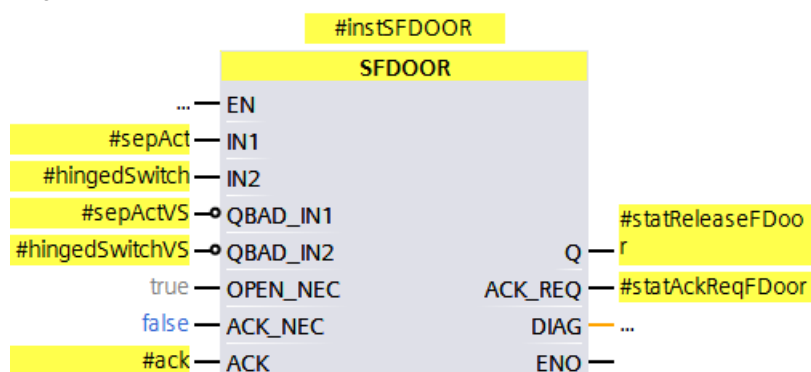 #instSFDOOR
SFDOOR
... EN
#sepAct IN1
#hingedSwitch IN2
#sepActVS QBAD_IN1
#statReleaseFDoo
#hingedSwitchVS QBAD_IN2 Q r
true OPEN_NEC ACK_REQ #statAckReqFDoor
false ACK_NEC DIAG ...
#ack ACK ENO